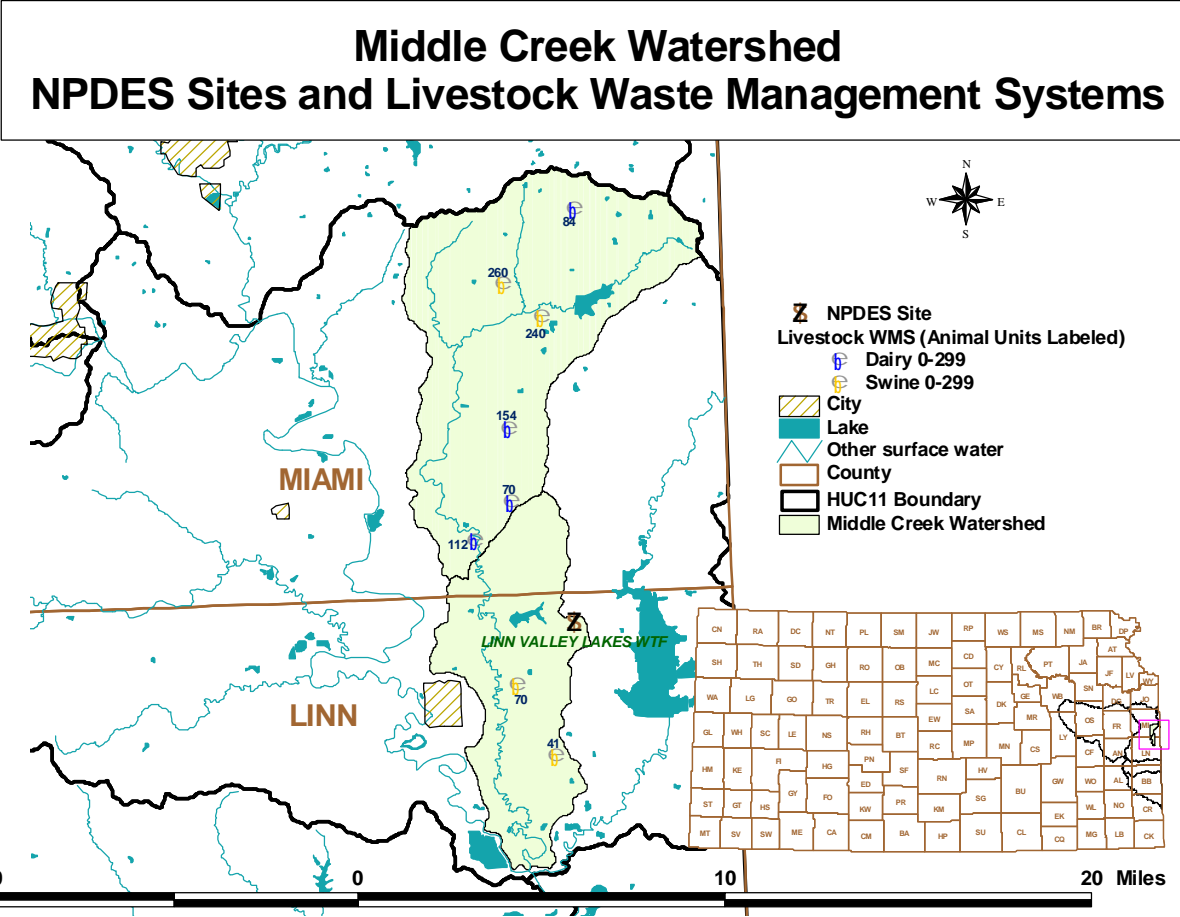 Middle Creek Watershed
NPDES Sites and Livestock Waste Management Systems
N
W E
S
84
260
240
154
70
112
MIAMI
LINN VALLEY LAKES WTF
70
LINN
41
NPDES Site
Livestock WMS (Animal Units Labeled)
Dairy 0-299
Swine 0-299
City
Lake
Other surface water
County
HUC11 Boundary
Middle Creek Watershed
CN RA DC NT PL SM JW RP WS MS NM BR DP
SH TH SD GH RO OB MC CD CY RL PT JA AT
JF LV WY
WA LG GO TR EL RS LC OT GE WB SN
SA DK MR OS FR
GL WH SC LE NS RH BT EW LY
RC MP MN CS CF AN LN
HM KE FI HG PN SF RN HV BU GW WO AL BB
ED
ST GT HS GY FO KW PR KM SG EK WL NO CR
MT SV SW ME CA CM BA HP SU CL CQ MG LB CK
0 10 20 Miles